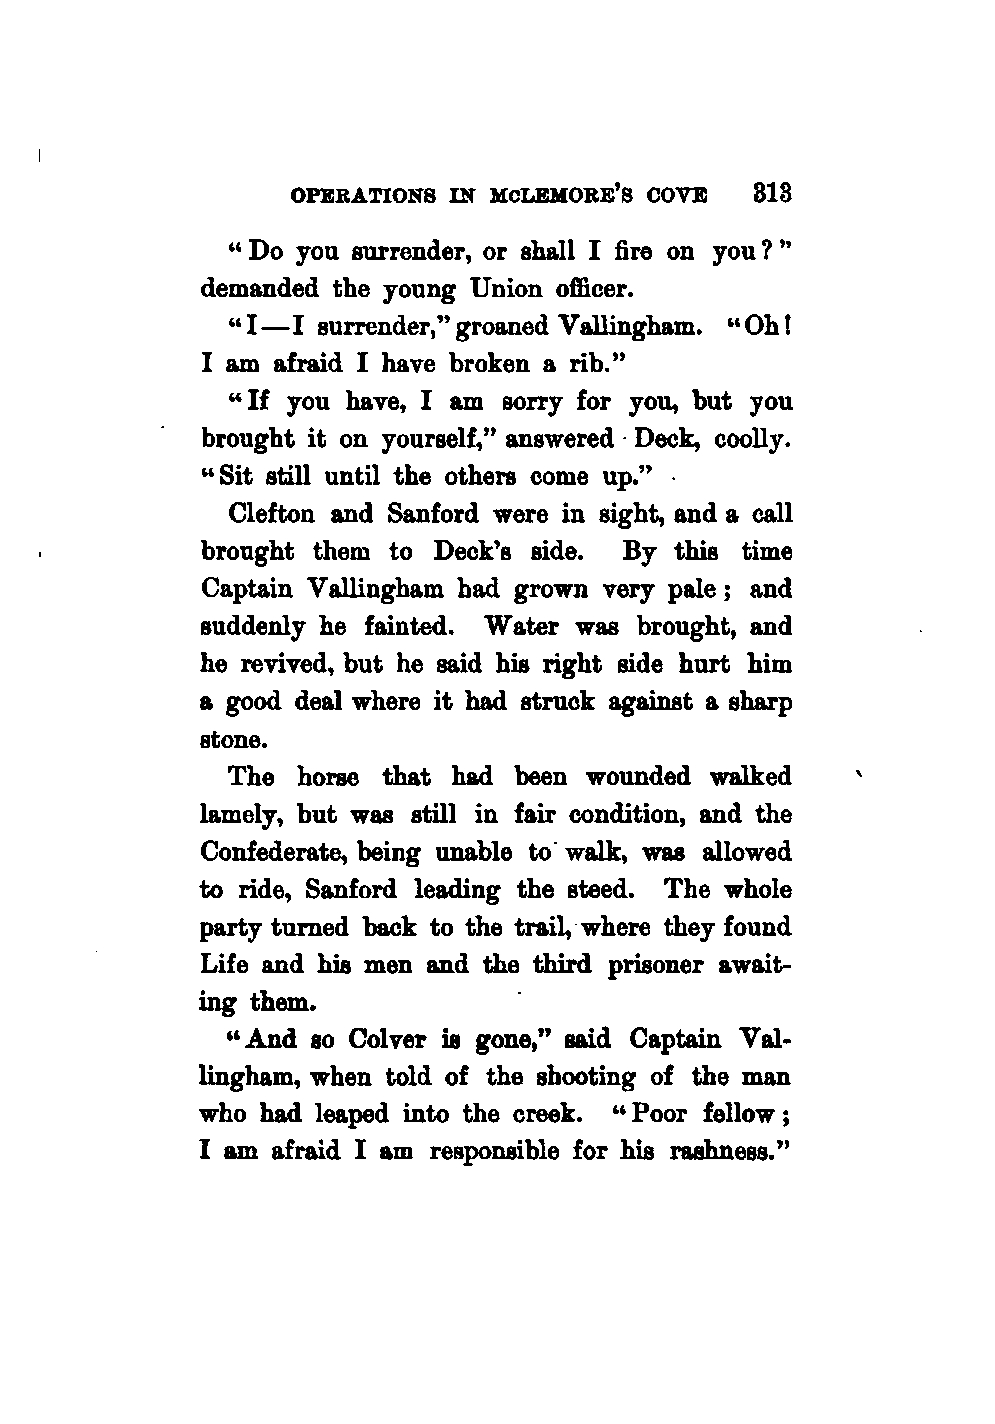 OPERATIONS IN McLEMORE'S COVE 313
"Do you surrender, or shall I fire on you?"
demanded the young Union officer.
"I—I surrender," groaned Vallingham. "Oh!
I am afraid I have broken a rib."
"If you have, I am sorry for you, but you
brought it on yourself," answered Deck, coolly.
"Sit still until the others come up."
Clefton and Sanford were in sight, and a call
brought them to Deck's side. By this time
Captain Vallingham had grown very pale; and
suddenly he fainted. Water was brought, and
he revived, but he said his right side hurt him
a good deal where it had struck against a sharp
stone.
The horse that had been wounded walked
lamely, but was still in fair condition, and the
Confederate, being unable to walk, was allowed
to ride, Sanford leading the steed. The whole
party turned back to the trail, where they found
Life and his men and the third prisoner await-
ing them.
"And so Colver is gone," said Captain Val-
lingham, when told of the shooting of the man
who had leaped into the creek. "Poor fellow;
I am afraid I am responsible for his rashness."